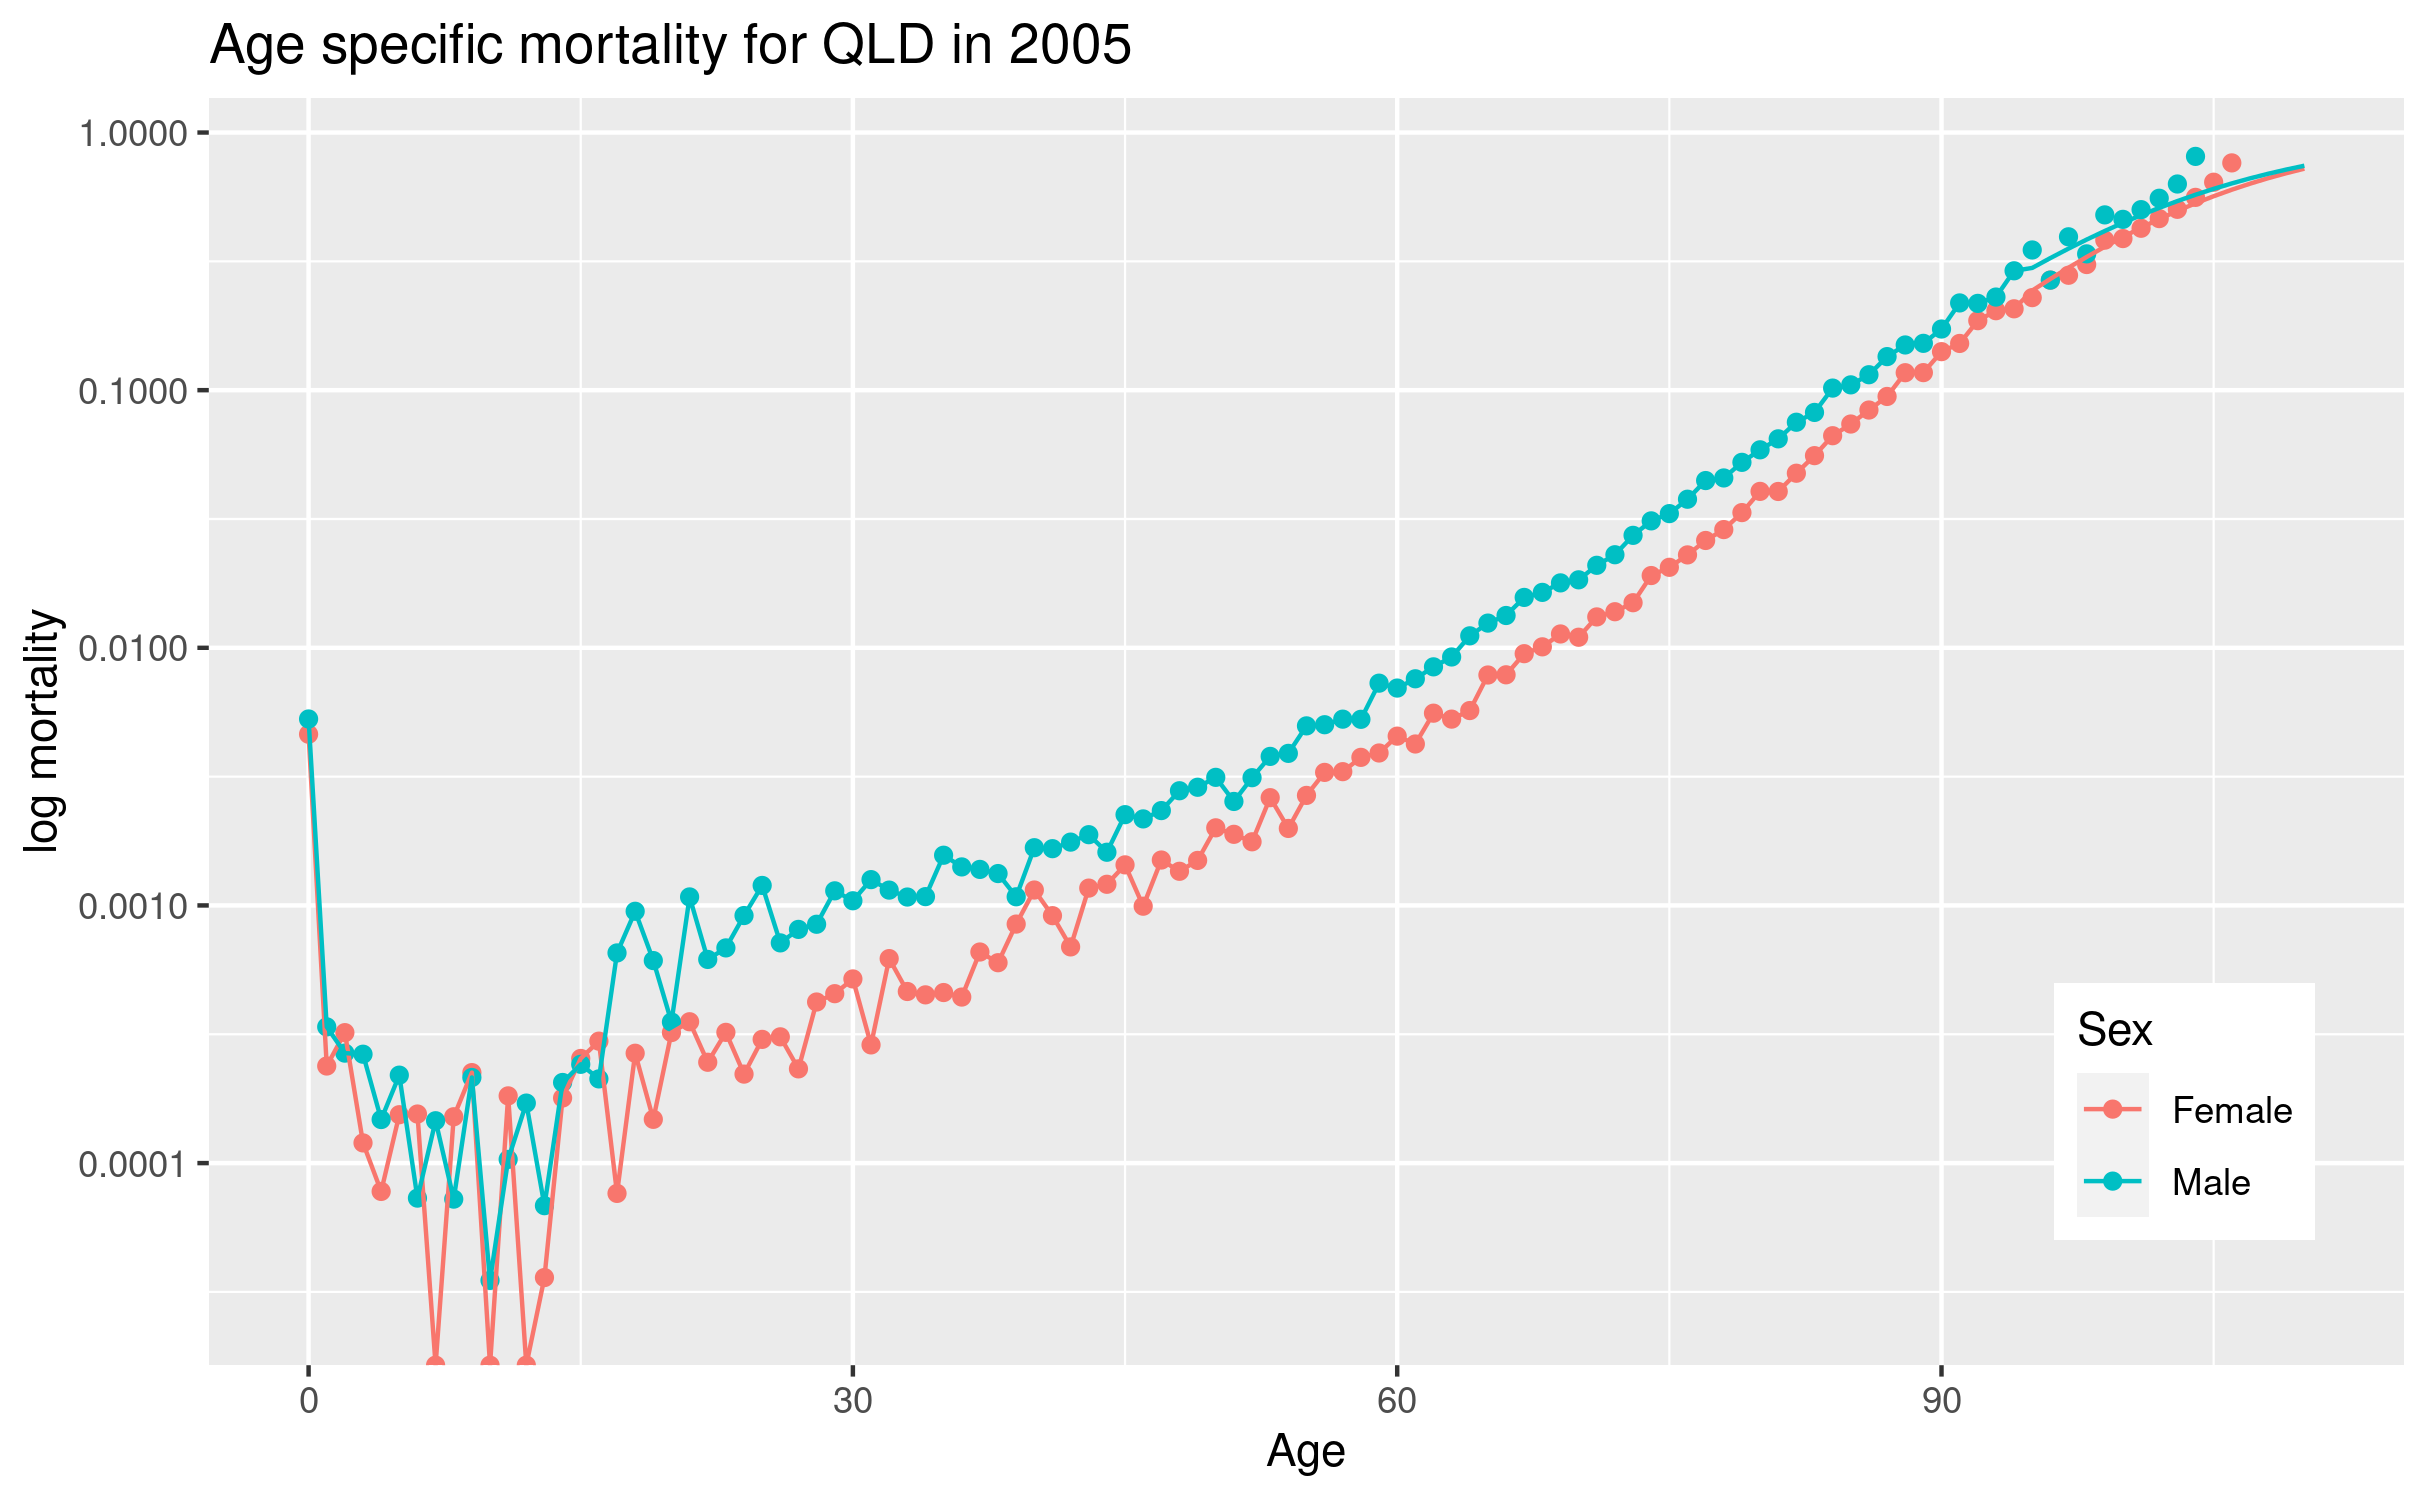 Age specific mortality for QLD in 2005
1.0000
0.1000
0.0100
0.0010
0.0001
log mortality
0
30
60
90
Age
Sex
Female
Male